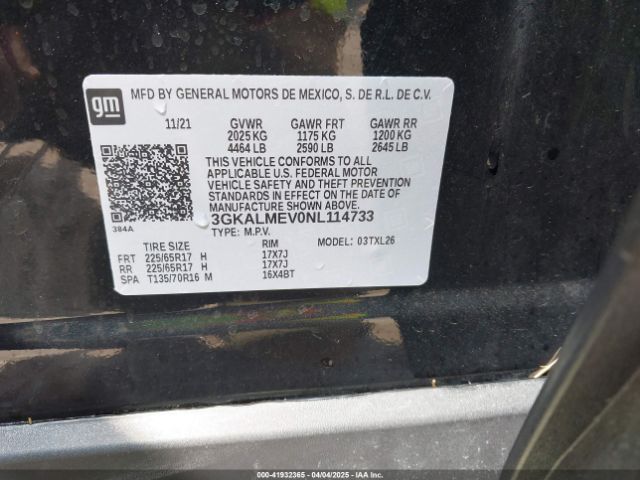 gm
MFD BY GENERAL MOTORS DE MEXICO, S. DE R.L. DE C.V.
11/21 GVWR GAWR FRT GAWR RR
2025 KG 1175 KG 1200 KG
4464 LB 2590 LB 2645 LB
THIS VEHICLE CONFORMS TO ALL
APPLICABLE U.S. FEDERAL MOTOR
VEHICLE SAFETY AND THEFT PREVENTION
STANDARDS IN EFFECT ON THE DATE OF
MANUFACTURE SHOWN ABOVE.
384A 3GKALMEV0NL114733
TYPE: M.P.V.
TIRE SIZE RIM MODEL: 03TXL26
FRT 225/65R17 H 17X7J
RR 225/65R17 H 17X7J
SPA T135/70R16 M 16X4BT
000-41932365 - 04/04/2025 - IAAI.com